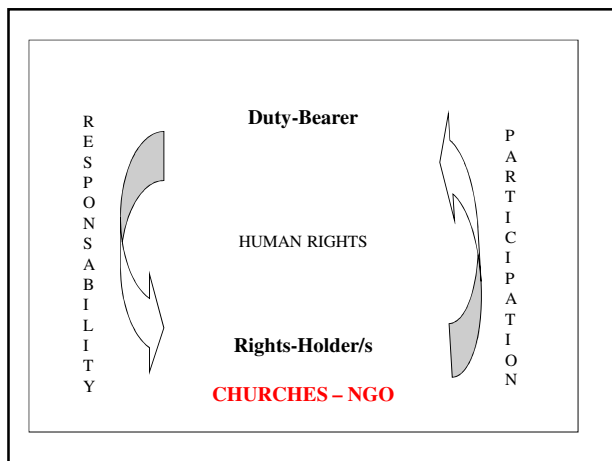 Duty-Bearer
RESPONSABILITY
PARTICIPATION
HUMAN RIGHTS
Rights-Holder/s
CHURCHES – NGO